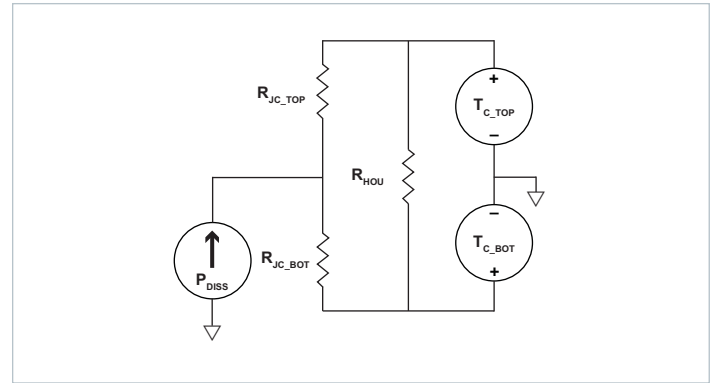 R_JC_TOP
+
T_C_TOP
–
R_HOU
–
T_C_BOT
+
R_JC_BOT
P_DISS